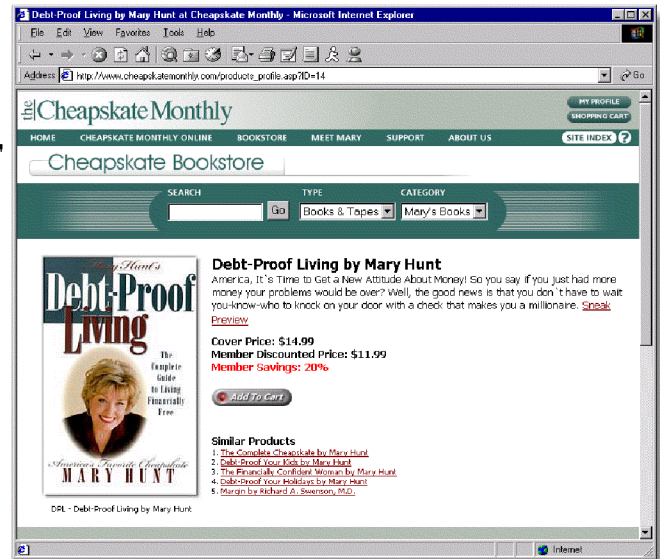 Debt-Proof Living by Mary Hunt at Cheapskate Monthly - Microsoft Internet Explorer
File Edit View Favorites Tools Help
Address http://www.cheapskatemonthly.com/products_profile.asp?ID=14 Go
the Cheapskate Monthly
MY PROFILE
SHOPPING CART
HOME CHEAPSKATE MONTHLY ONLINE BOOKSTORE MEET MARY SUPPORT ABOUT US SITE INDEX ?
Cheapskate Bookstore
SEARCH TYPE CATEGORY
Go Books & Tapes Mary's Books
Mary Hunt's
Debt-Proof
Living
The
Complete
Guide
to Living
Financially
Free
America's Favorite Cheapskate
MARY HUNT
DPL - Debt-Proof Living by Mary Hunt
Debt-Proof Living by Mary Hunt
America, It`s Time to Get a New Attitude About Money! So you say if you just had more
money your problems would be over? Well, the good news is that you don`t have to wait
you-know-who to knock on your door with a check that makes you a millionaire. Sneak
Preview
Cover Price: $14.99
Member Discounted Price: $11.99
Member Savings: 20%
Add To Cart
Similar Products
1. The Complete Cheapskate by Mary Hunt
2. Debt-Proof Your Kids by Mary Hunt
3. The Financially Confident Woman by Mary Hunt
4. Debt-Proof Your Holidays by Mary Hunt
5. Margin by Richard A. Swenson, M.D.
Internet